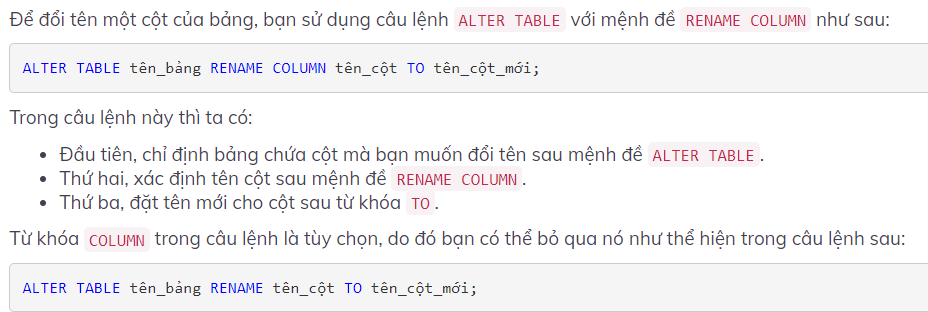 Để đổi tên một cột của bảng, bạn sử dụng câu lệnh ALTER TABLE với mệnh đề RENAME COLUMN như sau:
ALTER TABLE tên_bảng RENAME COLUMN tên_cột TO tên_cột_mới;
Trong câu lệnh này thì ta có:
• Đầu tiên, chỉ định bảng chứa cột mà bạn muốn đổi tên sau mệnh đề ALTER TABLE.
• Thứ hai, xác định tên cột sau mệnh đề RENAME COLUMN.
• Thứ ba, đặt tên mới cho cột sau từ khóa TO.
Từ khóa COLUMN trong câu lệnh là tùy chọn, do đó bạn có thể bỏ qua nó như thể hiện trong câu lệnh sau:
ALTER TABLE tên_bảng RENAME tên_cột TO tên_cột_mới;